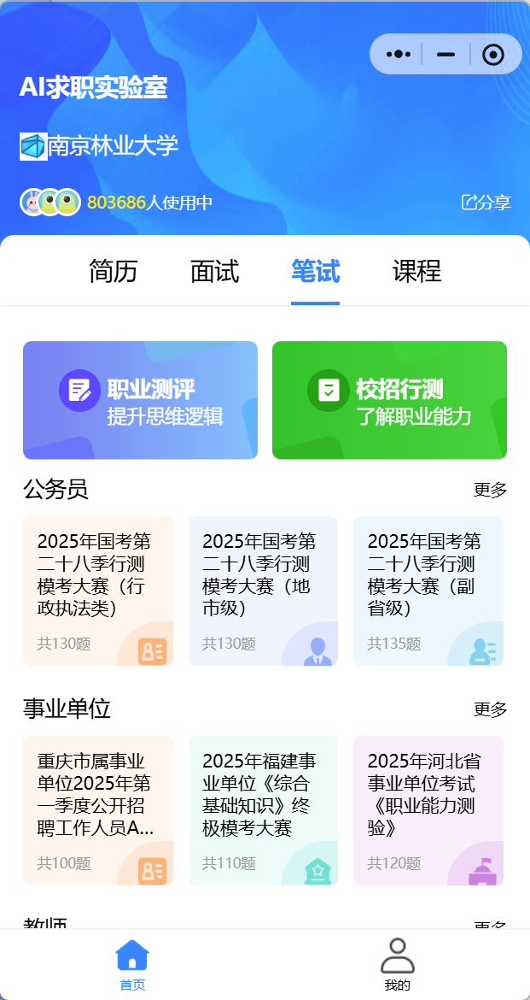 AI求职实验室
南京林业大学
803686人使用中
分享
简历 面试 笔试 课程
职业测评
提升思维逻辑
校招行测
了解职业能力
公务员 更多
2025年国考第
二十八季行测
模考大赛（行
政执法类）
共130题
2025年国考第
二十八季行测
模考大赛（地
市级）
共130题
2025年国考第
二十八季行测
模考大赛（副
省级）
共135题
事业单位 更多
重庆市属事业
单位2025年第
一季度公开招
聘工作人员A...
共100题
2025年福建事
业单位《综合
基础知识》终
极模考大赛
共110题
2025年河北省
事业单位考试
《职业能力测
验》
共120题
教师 更多
首页 我的